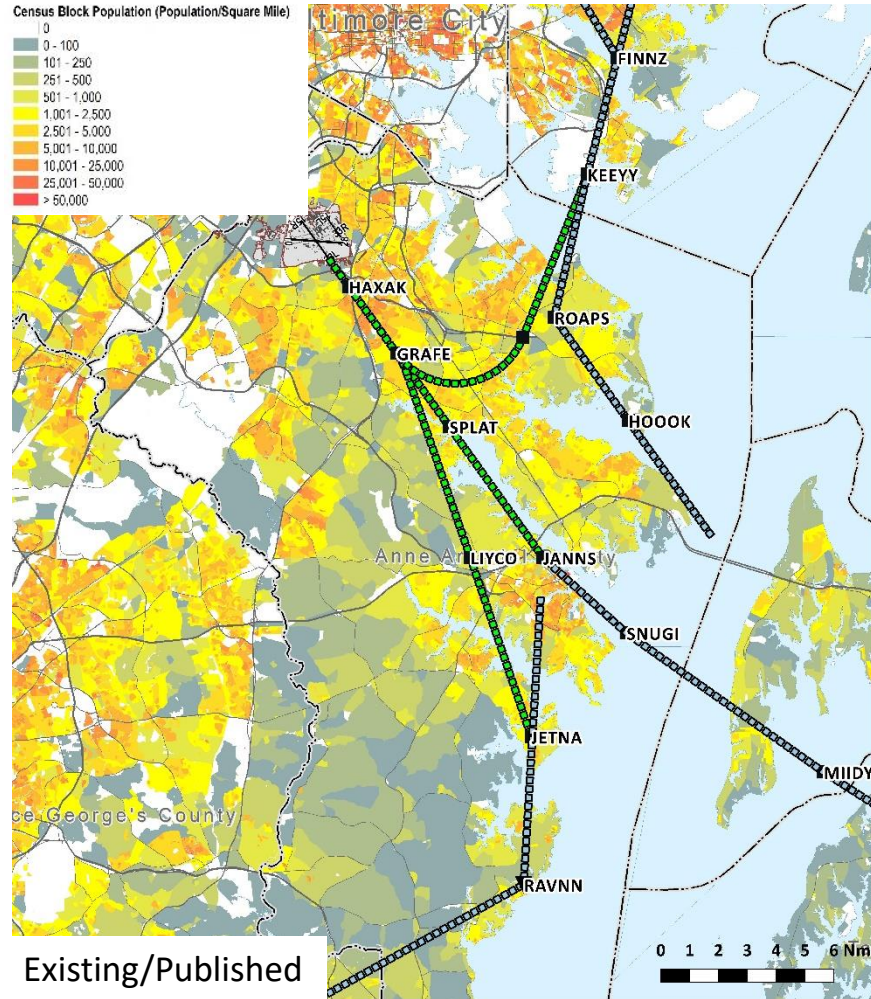 Census Block Population (Population/Square Mile)
0
0 - 100
101 - 250
251 - 500
501 - 1,000
1.001 - 2.500
2.501 - 5,000
5,001 - 10,000
10,001 - 25,000
25,001 - 50,000
> 50,000
ltimore City
FINNZ
KEEYY
HAXAK
ROAPS
GRAFE
HOOOK
SPLAT
Anne A
ty
LIYCO
JANNS
SNUGI
JETNA
MIIDY
ce George's County
RAVNN
0 1 2 3 4 5 6 Nm
Existing/Published